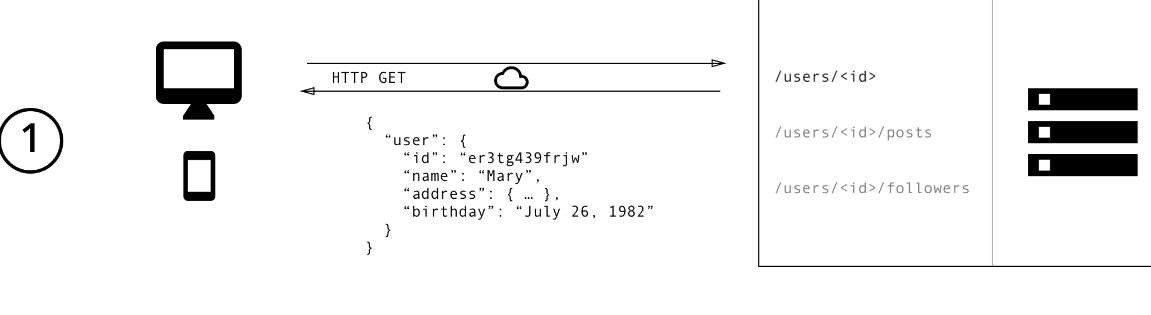 1
HTTP GET
{
"user": {
"id": “er3tg439frjw”
“name”: “Mary”,
“address”: { … },
“birthday”: “July 26, 1982”
}
}
/users/<id>
/users/<id>/posts
/users/<id>/followers